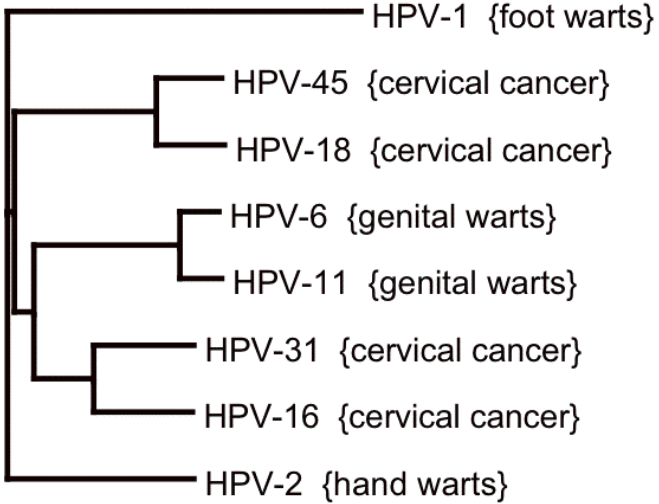 HPV-1 {foot warts}
HPV-45 {cervical cancer}
HPV-18 {cervical cancer}
HPV-6 {genital warts}
HPV-11 {genital warts}
HPV-31 {cervical cancer}
HPV-16 {cervical cancer}
HPV-2 {hand warts}